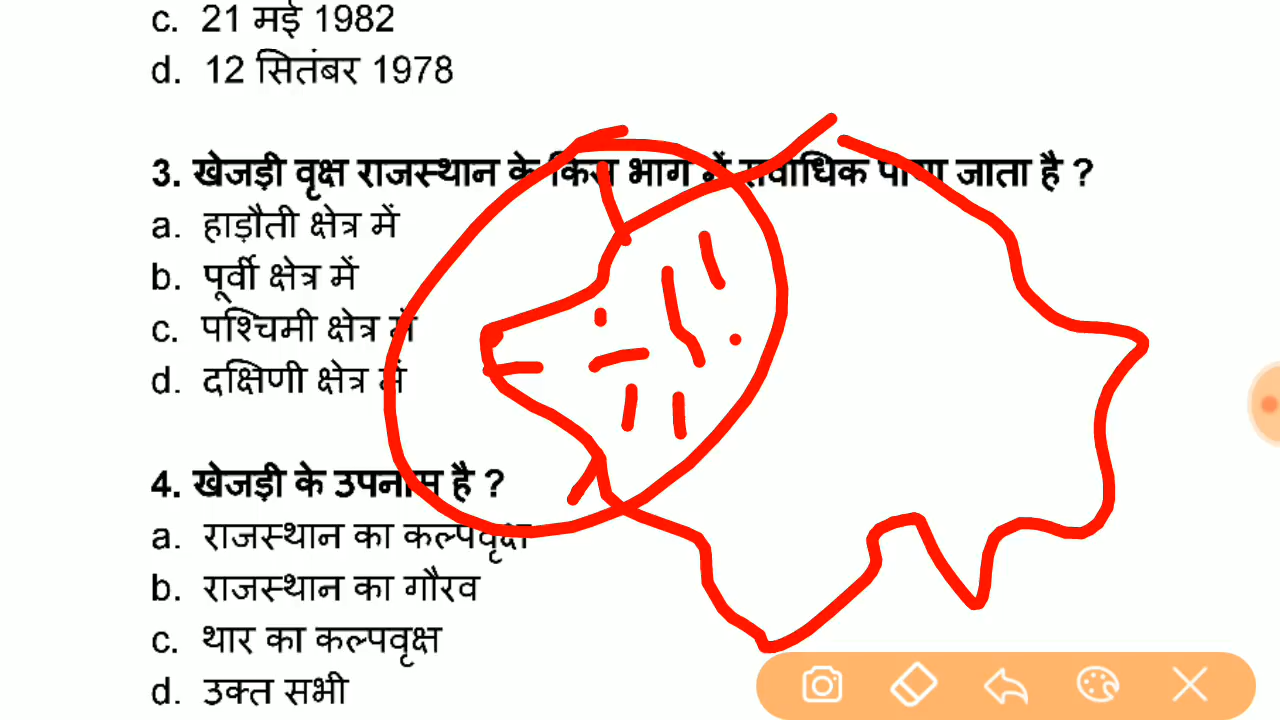 c. 21 मई 1982
d. 12 सितंबर 1978
3. खेजड़ी वृक्ष राजस्थान के किस भाग में सर्वाधिक पाया जाता है ?
a. हाड़ौती क्षेत्र में
b. पूर्वी क्षेत्र में
c. पश्चिमी क्षेत्र में
d. दक्षिणी क्षेत्र में
4. खेजड़ी के उपनाम है ?
a. राजस्थान का कल्पवृक्ष
b. राजस्थान का गौरव
c. थार का कल्पवृक्ष
d. उक्त सभी